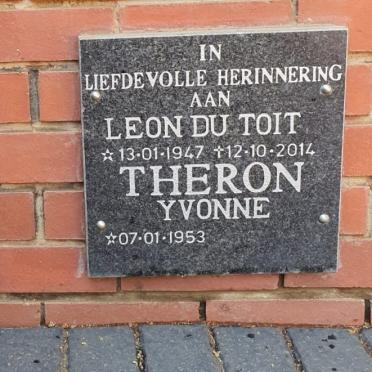 IN
LIEFDEVOLLE HERINNERING
AAN
LEON DU TOIT
☆13·01·1947 ✝12·10·2014
THERON
YVONNE
☆07·01·1953